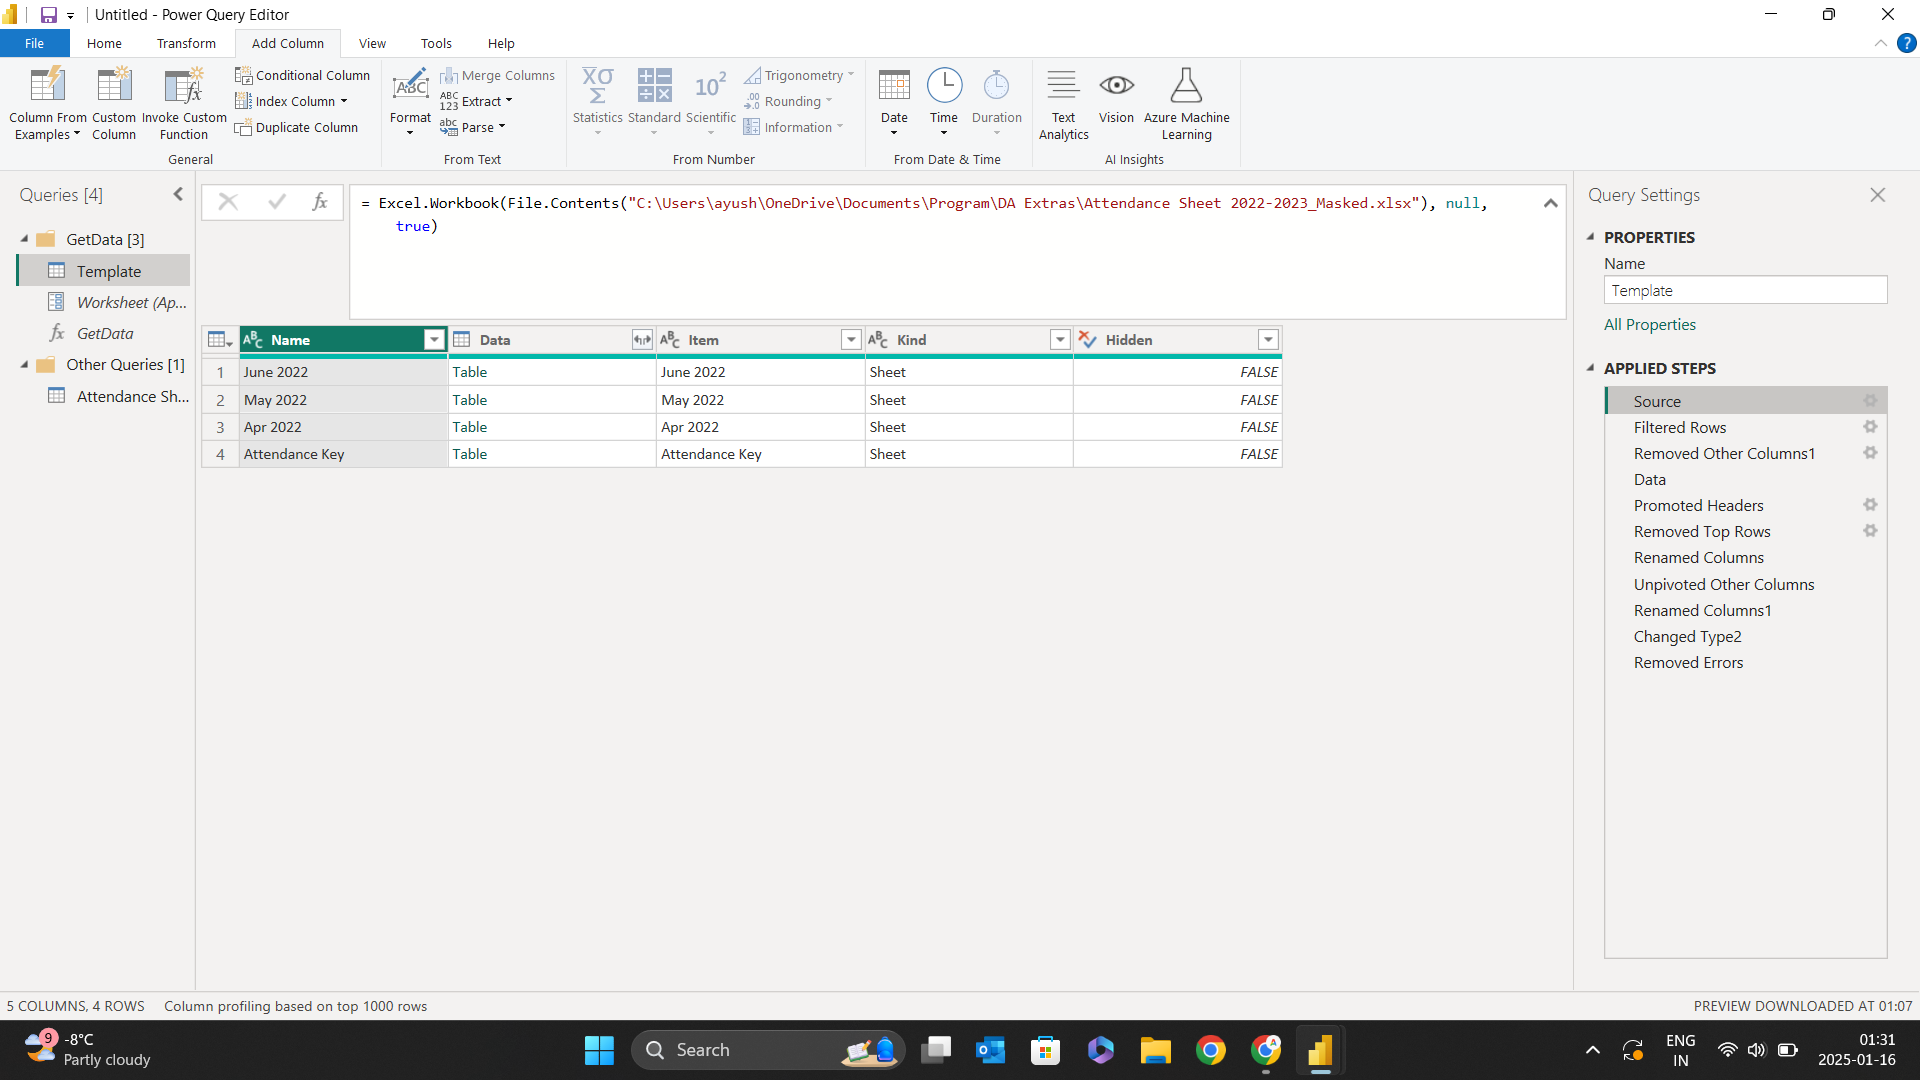 Untitled - Power Query Editor
File Home Transform Add Column View Tools Help
Column From Examples
Custom Column
Invoke Custom Function
Conditional Column
Index Column
Duplicate Column
General
Format
Merge Columns
Extract
Parse
From Text
Statistics
Standard
Scientific
Trigonometry
Rounding
Information
From Number
Date
Time
Duration
From Date & Time
Text Analytics
Vision
Azure Machine Learning
AI Insights
Queries [4]
GetData [3]
Template
Worksheet (Ap...
GetData
Other Queries [1]
Attendance Sh...
= Excel.Workbook(File.Contents("C:\Users\ayush\OneDrive\Documents\Program\DA Extras\Attendance Sheet 2022-2023_Masked.xlsx"), null,
true)
Name Data Item Kind Hidden
1 June 2022 Table June 2022 Sheet FALSE
2 May 2022 Table May 2022 Sheet FALSE
3 Apr 2022 Table Apr 2022 Sheet FALSE
4 Attendance Key Table Attendance Key Sheet FALSE
Query Settings
PROPERTIES
Name
Template
All Properties
APPLIED STEPS
Source
Filtered Rows
Removed Other Columns1
Data
Promoted Headers
Removed Top Rows
Renamed Columns
Unpivoted Other Columns
Renamed Columns1
Changed Type2
Removed Errors
5 COLUMNS, 4 ROWS Column profiling based on top 1000 rows
PREVIEW DOWNLOADED AT 01:07
9
-8°C
Partly cloudy
Search
ENG
IN
01:31
2025-01-16